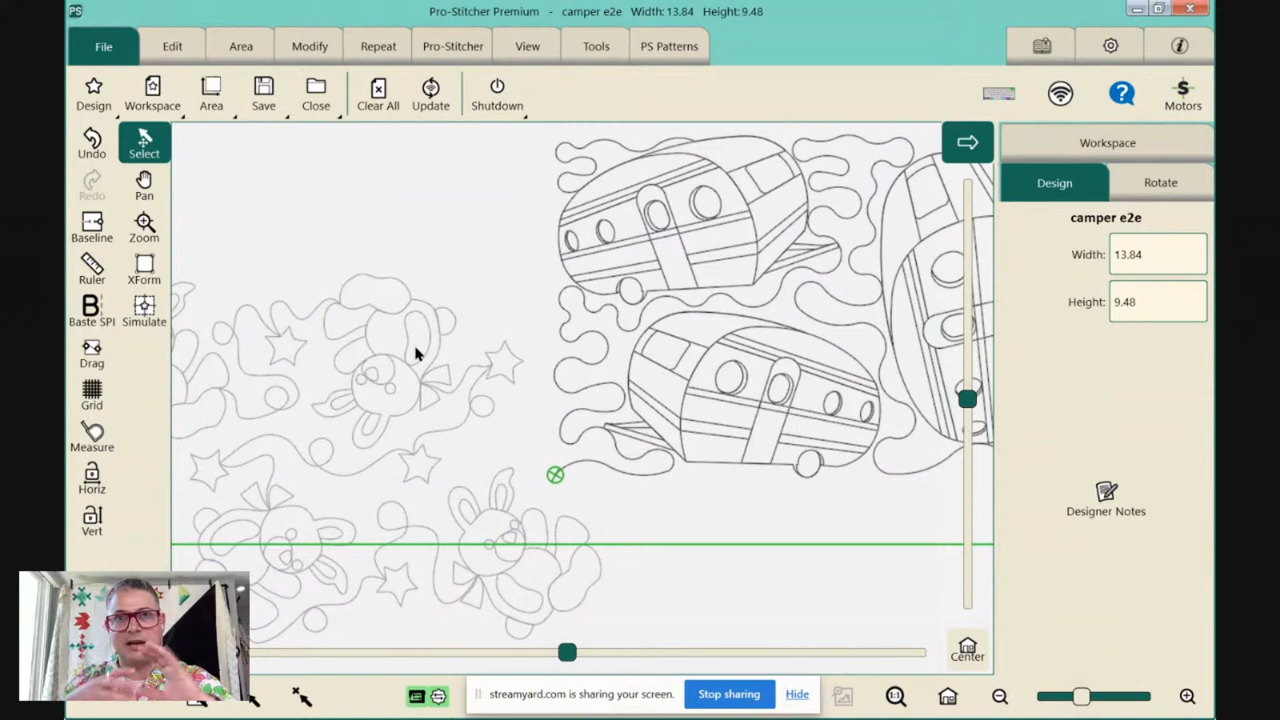 PS Pro-Stitcher Premium - camper e2e Width: 13.84 Height: 9.48
File Edit Area Modify Repeat Pro-Stitcher View Tools PS Patterns
Design Workspace Area Save Close Clear All Update Shutdown Motors
Undo Select
Redo Pan
Baseline Zoom
Ruler XForm
Baste SPI Simulate
Drag
Grid
Measure
Horiz
Vert
Workspace
Design Rotate
camper e2e
Width: 13.84
Height: 9.48
Designer Notes
Center
streamyard.com is sharing your screen. Stop sharing Hide
1:1